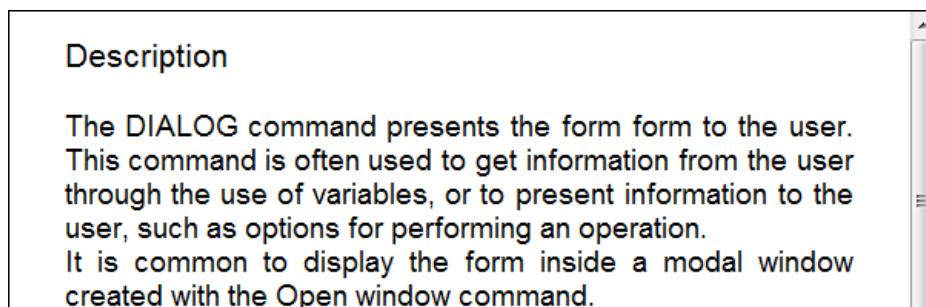 Description
The DIALOG command presents the form form to the user.
This command is often used to get information from the user
through the use of variables, or to present information to the
user, such as options for performing an operation.
It is common to display the form inside a modal window
created with the Open window command.